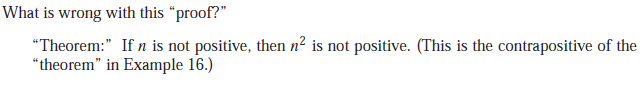 What is wrong with this “proof?”
“Theorem:” If n is not positive, then n² is not positive. (This is the contrapositive of the
“theorem” in Example 16.)